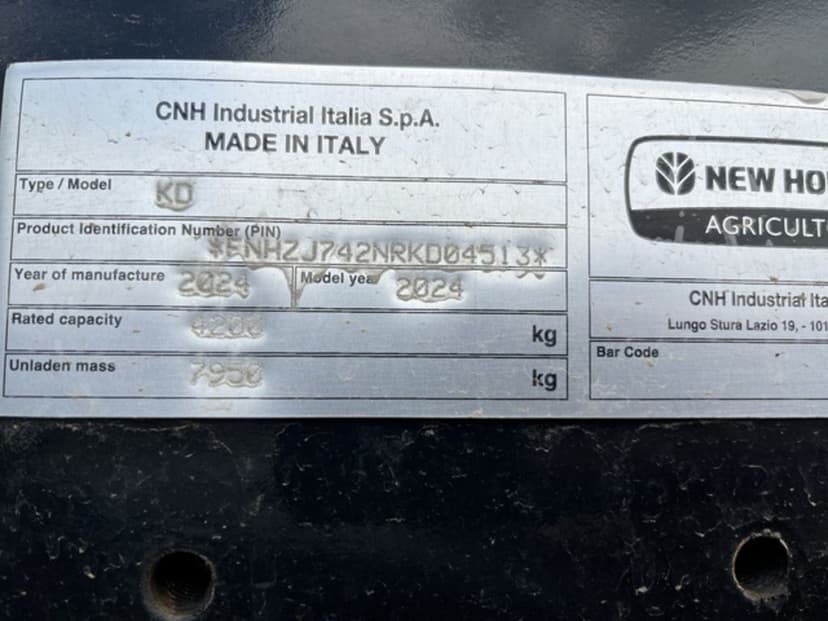 CNH Industrial Italia S.p.A.
MADE IN ITALY
Type / Model KD
Product Identification Number (PIN)
*FNHZJ742NRKD04513*
Year of manufacture 2024 Model year 2024
Rated capacity 4200 kg
Unladen mass 7950 kg
NEW HO
AGRICULT
CNH Industrial Ita
Lungo Stura Lazio 19, - 101
Bar Code